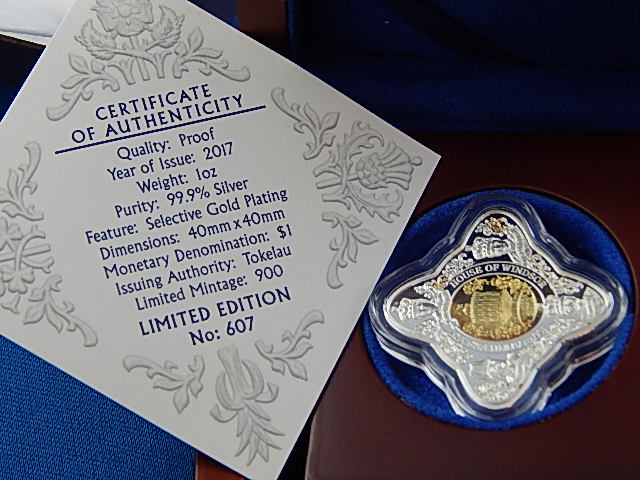 CERTIFICATE
OF AUTHENTICITY
Quality: Proof
Year of Issue: 2017
Weight: 1oz
Purity: 99.9% Silver
Feature: Selective Gold Plating
Dimensions: 40mm x 40mm
Monetary Denomination: $1
Issuing Authority: Tokelau
Limited Mintage: 900
LIMITED EDITION
No: 607
HOUSE OF WINDSOR